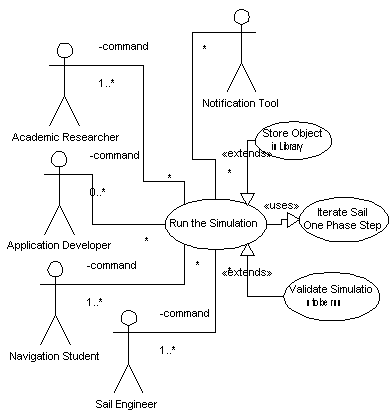 -command
*
1..*
Notification Tool
Academic Researcher
Store Object
in Library
-command
«extends»
*
*
0..*
«uses»
Iterate Sail
One Phase Step
Run the Simulation
Application Developer
*
-command
*
*
«extends»
Validate Simulatio
n to be run
1..*
-command
Navigation Student
1..*
Sail Engineer